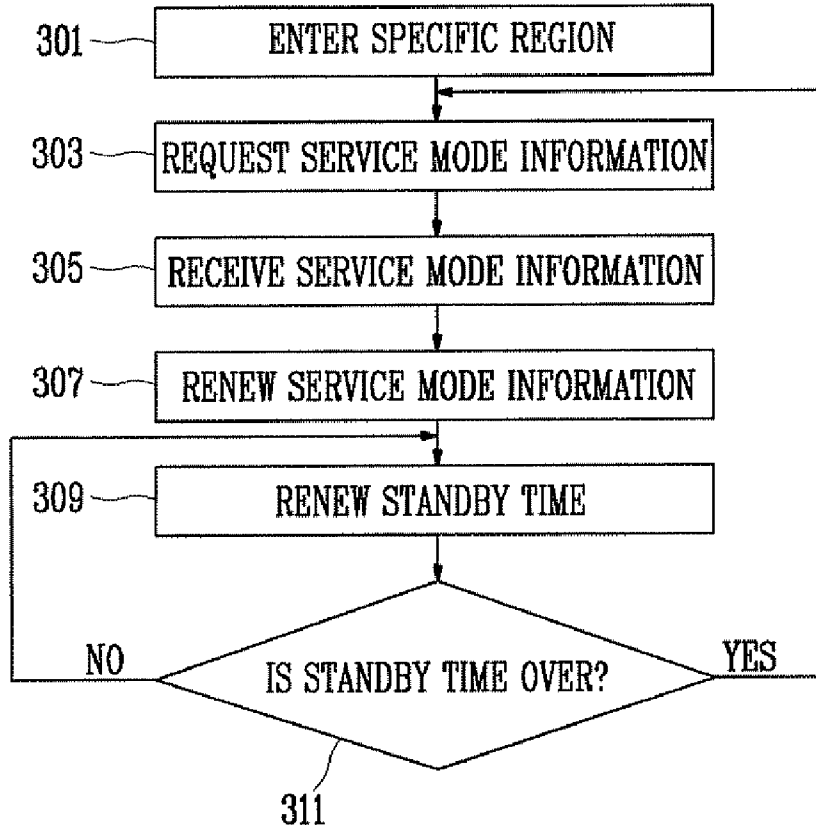 301
ENTER SPECIFIC REGION
303
REQUEST SERVICE MODE INFORMATION
305
RECEIVE SERVICE MODE INFORMATION
307
RENEW SERVICE MODE INFORMATION
309
RENEW STANDBY TIME
NO
IS STANDBY TIME OVER?
YES
311